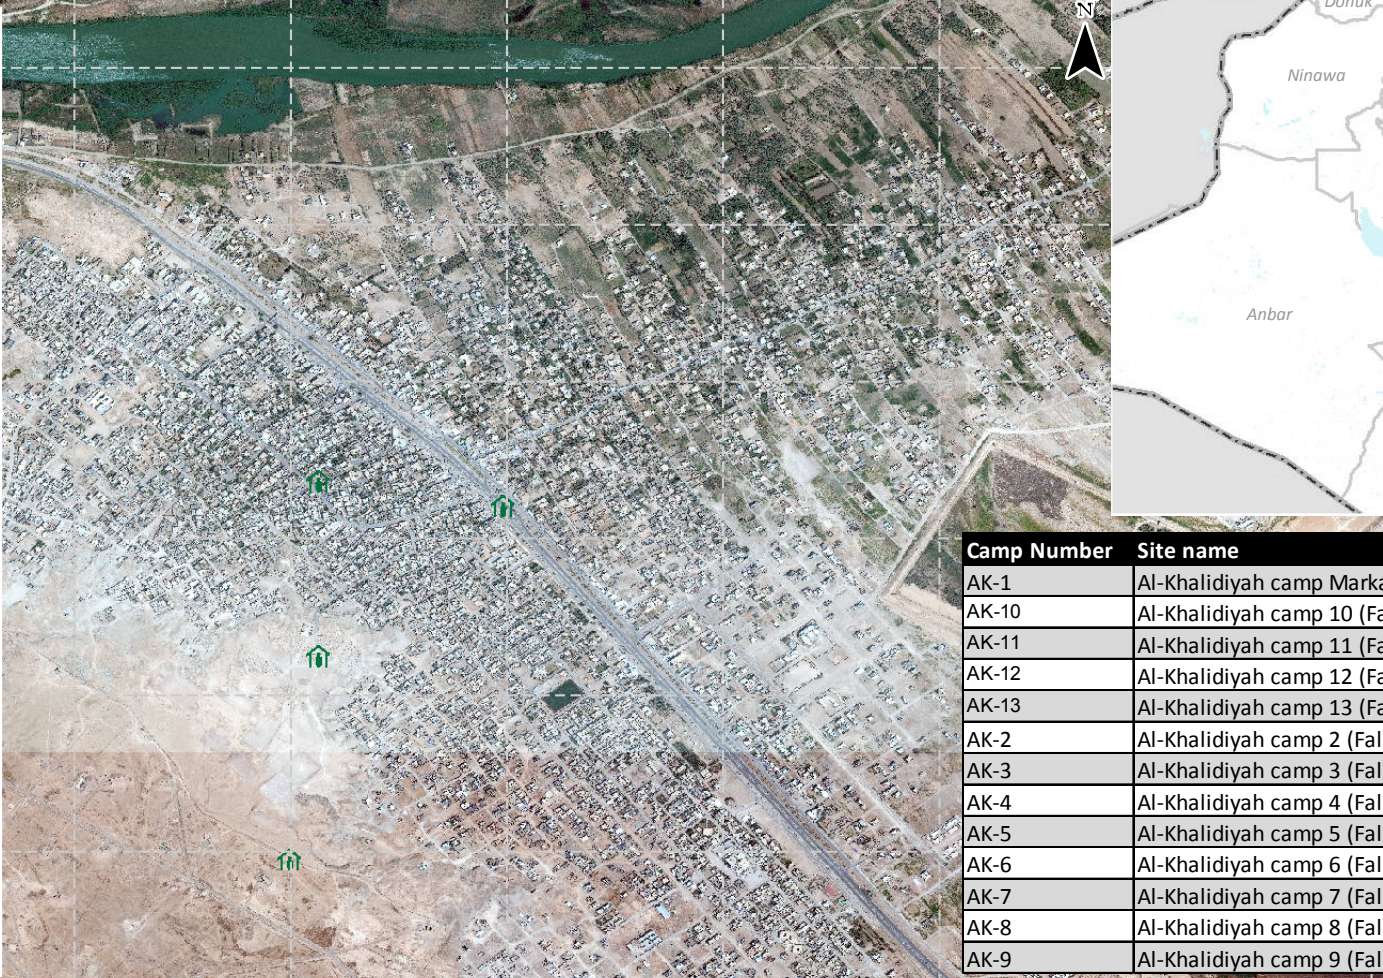 N
Dohuk
Ninawa
Anbar
Camp Number Site name
AK-1 Al-Khalidiyah camp
AK-10 Al-Khalidiyah camp 10
AK-11 Al-Khalidiyah camp 11
AK-12 Al-Khalidiyah camp 12
AK-13 Al-Khalidiyah camp 13
AK-2 Al-Khalidiyah camp 2
AK-3 Al-Khalidiyah camp 3
AK-4 Al-Khalidiyah camp 4
AK-5 Al-Khalidiyah camp 5
AK-6 Al-Khalidiyah camp 6
AK-7 Al-Khalidiyah camp 7
AK-8 Al-Khalidiyah camp 8
AK-9 Al-Khalidiyah camp 9